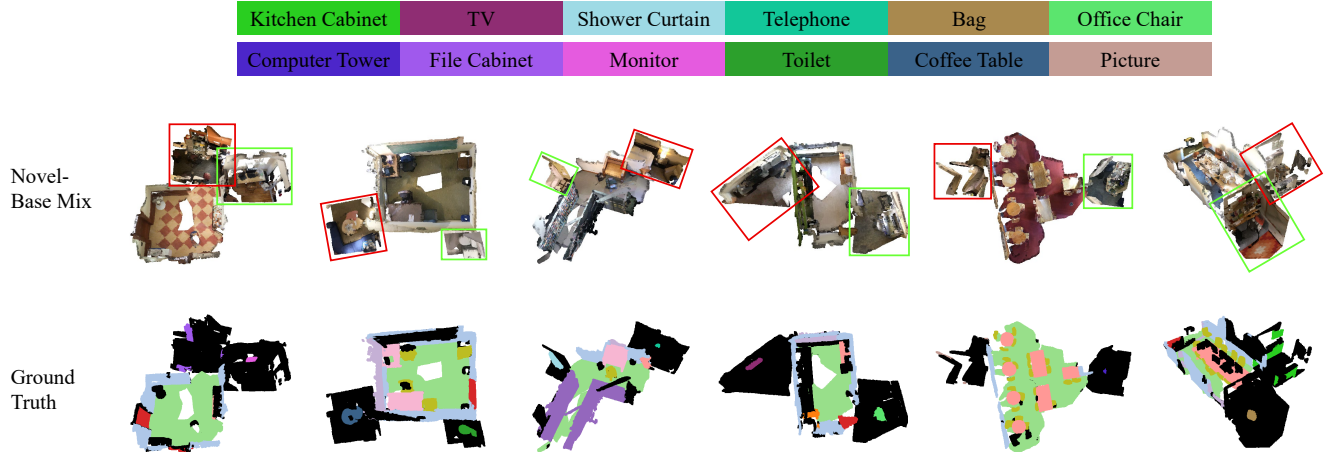 Kitchen Cabinet TV Shower Curtain Telephone Bag Office Chair
Computer Tower File Cabinet Monitor Toilet Coffee Table Picture
Novel-
Base Mix
Ground
Truth